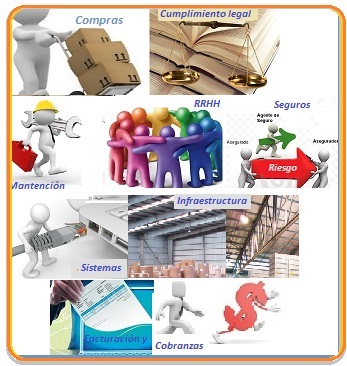 Compras
Cumplimiento legal
RRHH
Seguros
Agente de
Seguro
Asegurado
Asegurador
Riesgo
Mantención
Infraestructura
Sistemas
Facturación y
Cobranzas